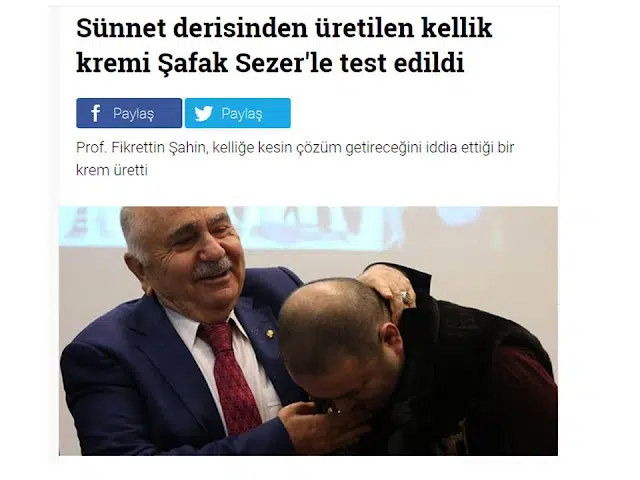 Sünnet derisinden üretilen kellik
kremi Şafak Sezer'le test edildi
Paylaş
Paylaş
Prof. Fikrettin Şahin, kelliğe kesin çözüm getireceğini iddia ettiği bir
krem üretti